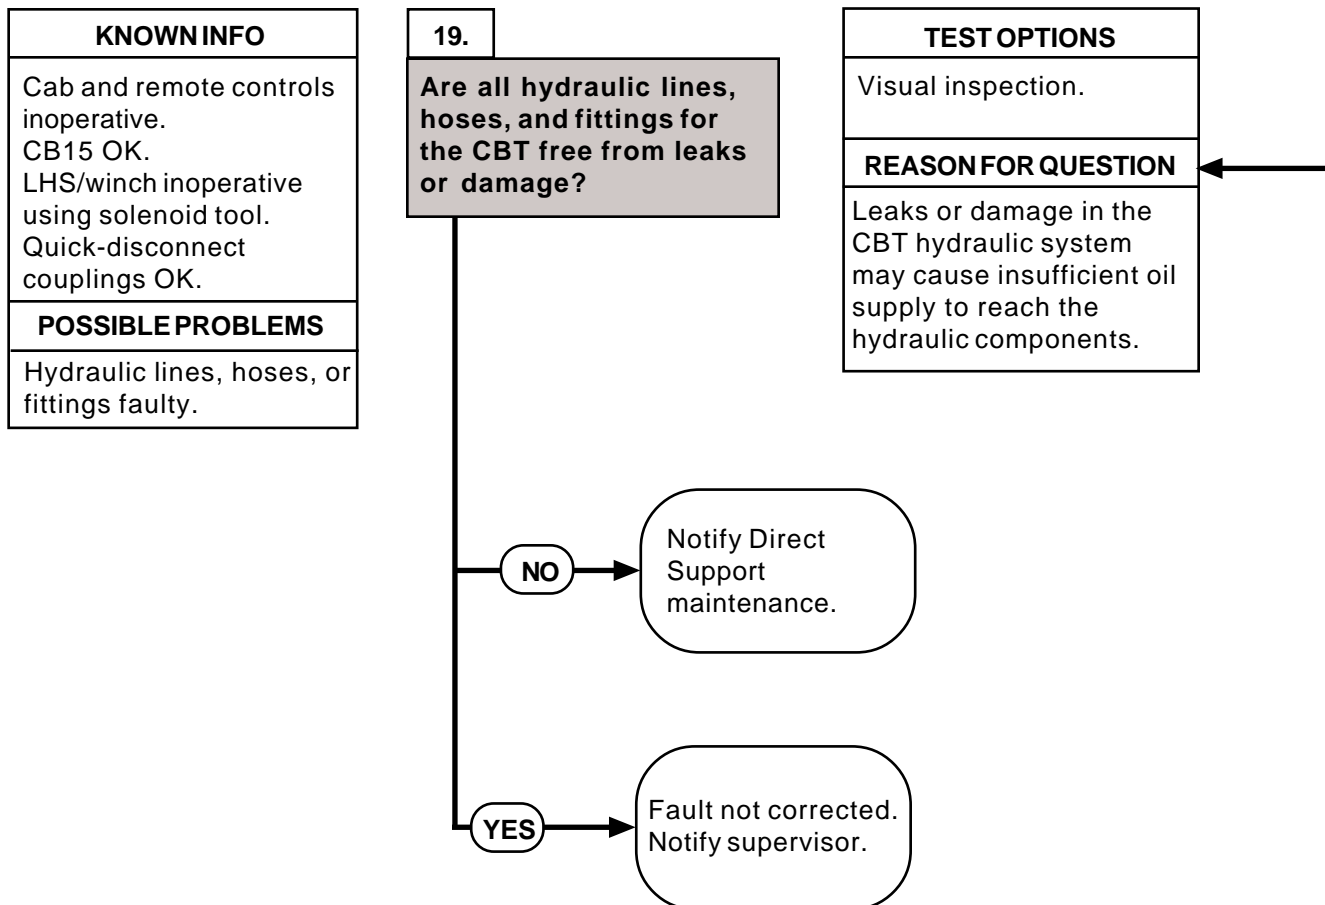 KNOWN INFO
Cab and remote controls
inoperative.
CB15 OK.
LHS/winch inoperative
using solenoid tool.
Quick-disconnect
couplings OK.
POSSIBLE PROBLEMS
Hydraulic lines, hoses, or
fittings faulty.
19.
Are all hydraulic lines,
hoses, and fittings for
the CBT free from leaks
or damage?
TEST OPTIONS
Visual inspection.
REASON FOR QUESTION
Leaks or damage in the
CBT hydraulic system
may cause insufficient oil
supply to reach the
hydraulic components.
NO
Notify Direct
Support
maintenance.
YES
Fault not corrected.
Notify supervisor.